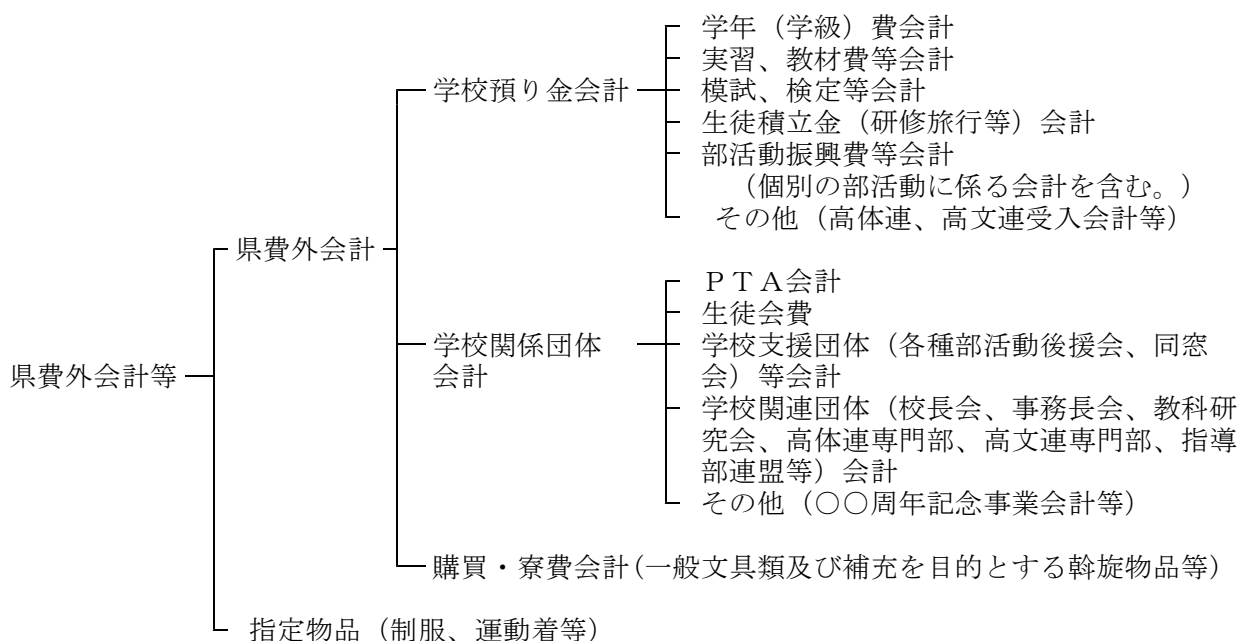 学年（学級）費会計
実習、教材費等会計
学校預り金会計
模試、検定等会計
生徒積立金（研修旅行等）会計
部活動振興費等会計
（個別の部活動に係る会計を含む。）
その他（高体連、高文連受入会計等）
県費外会計
ＰＴＡ会計
生徒会費
学校関係団体
会計
学校支援団体（各種部活動後援会、同窓
会）等会計
県費外会計等
学校関連団体（校長会、事務長会、教科研
究会、高体連専門部、高文連専門部、指導
部連盟等）会計
その他（○○周年記念事業会計等）
購買・寮費会計(一般文具類及び補充を目的とする斡旋物品等）
指定物品（制服、運動着等）